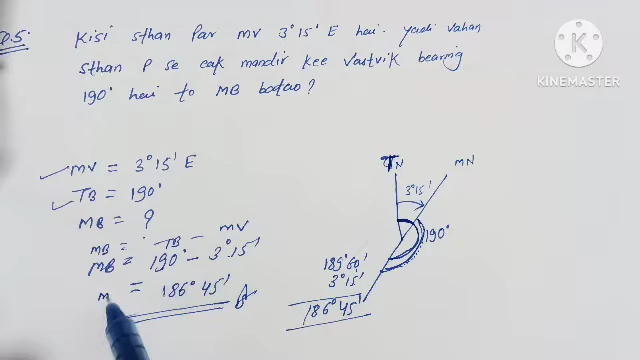 Q.5:
Kisi sthan Par MV 3°15' E hai. yadi vahan
sthan P se eak mandir kee Vastvik bearing
190° hai to MB batao?
MV = 3°15' E
TB = 190°
MB = ?
MB = TB - MV
MB = 190° - 3°15'
M = 186° 45'
TN
MN
3°15'
190°
189°60'
3°15'
186°45'
K
KINEMASTER